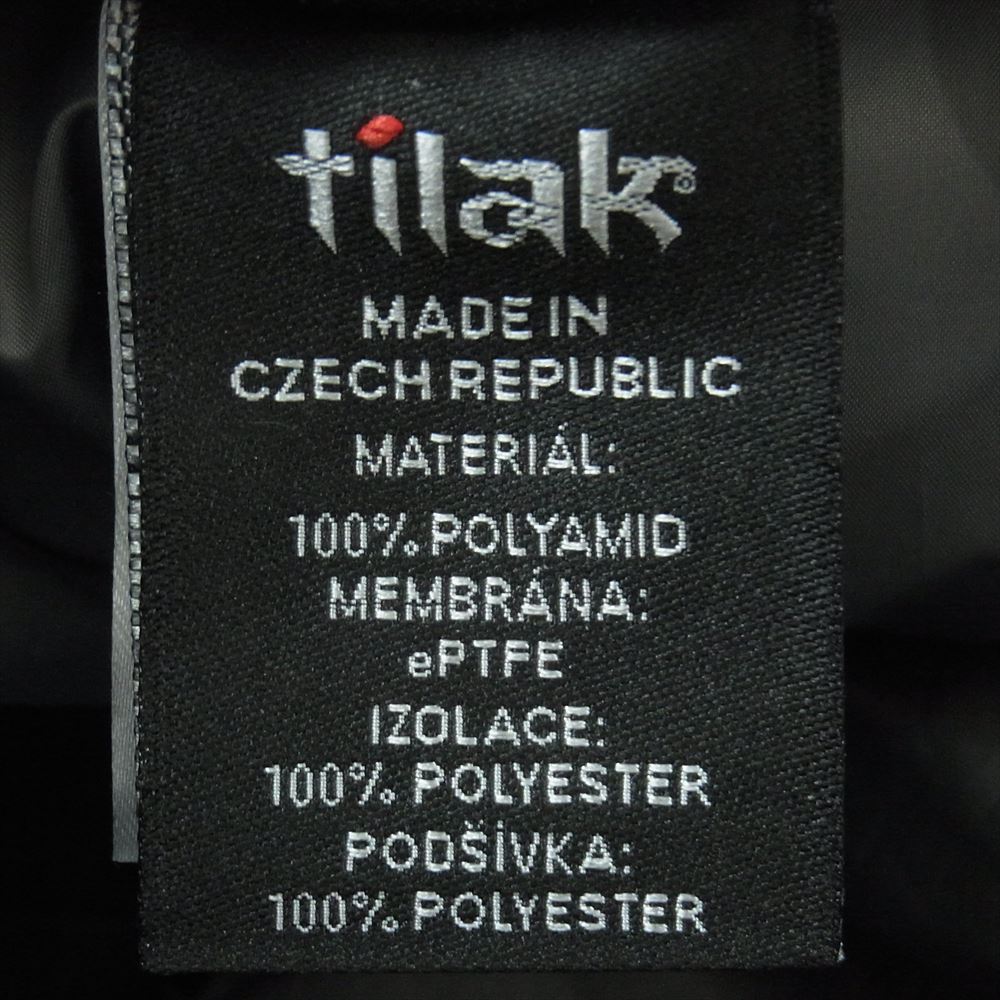 tilak®
MADE IN
CZECH REPUBLIC
MATERIÁL:
100% POLYAMID
MEMBRÁNA:
ePTFE
IZOLACE:
100% POLYESTER
PODŠÍVKA:
100% POLYESTER